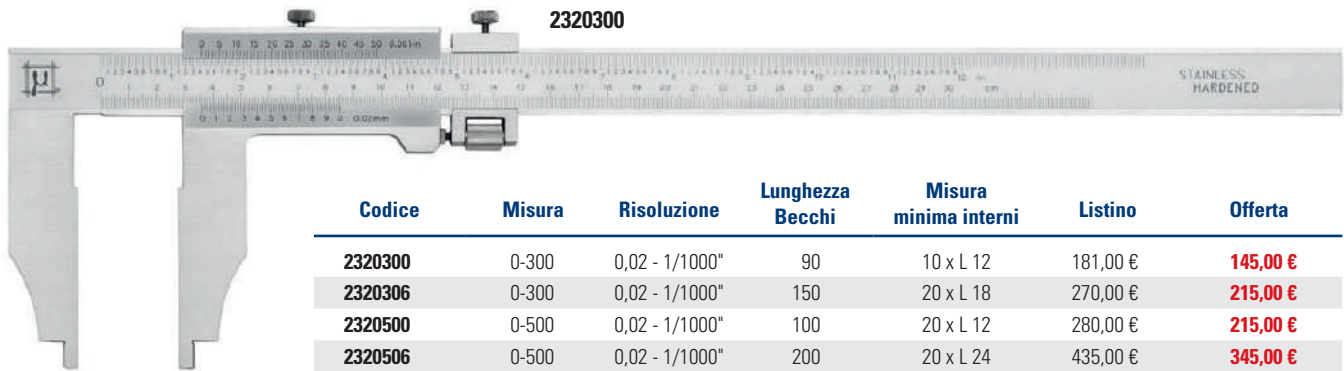 2320300
0 5 10 15 20 25 30 35 40 45 50 0.001in
μ
STAINLESS
HARDENED
0 1 2 3 4 5 6 7 8 9 0.02mm
Codice Misura Risoluzione Lunghezza Becchi Misura minima interni Listino Offerta
2320300 0-300 0,02 - 1/1000" 90 10 x L 12 181,00 € 145,00 €
2320306 0-300 0,02 - 1/1000" 150 20 x L 18 270,00 € 215,00 €
2320500 0-500 0,02 - 1/1000" 100 20 x L 12 280,00 € 215,00 €
2320506 0-500 0,02 - 1/1000" 200 20 x L 24 435,00 € 345,00 €